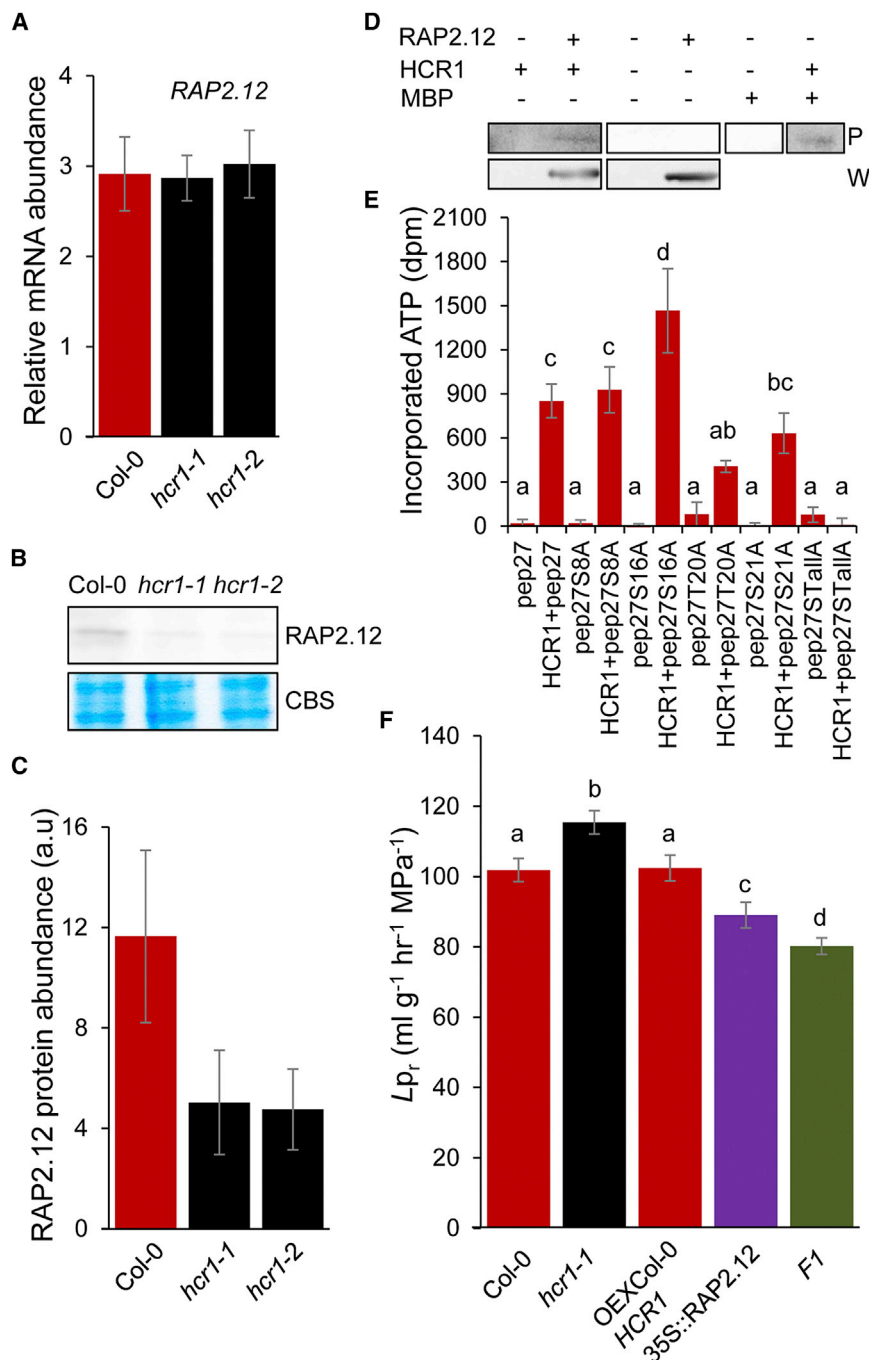 A
RAP2.12
Relative mRNA abundance
4
3
2
1
0
Col-0
hcr1-1
hcr1-2
B
Col-0 hcr1-1 hcr1-2
RAP2.12
CBS
C
RAP2.12 protein abundance (a.u)
16
12
8
4
0
Col-0
hcr1-1
hcr1-2
D
RAP2.12 - + - + - -
HCR1 + + - - - +
MBP - - - - + +
P
W
E
Incorporated ATP (dpm)
2100
1800
1500
1200
900
600
300
0
a
c
a
c
a
d
a
ab
a
bc
a
a
pep27
HCR1+pep27
pep27S8A
HCR1+pep27S8A
pep27S16A
HCR1+pep27S16A
pep27T20A
HCR1+pep27T20A
pep27S21A
HCR1+pep27S21A
pep27STallA
HCR1+pep27STallA
F
Lpr (ml g-1 hr-1 MPa-1)
140
120
100
80
60
40
20
0
a
b
a
c
d
Col-0
hcr1-1
OEXCol-0
HCR1
35S::RAP2.12
F1